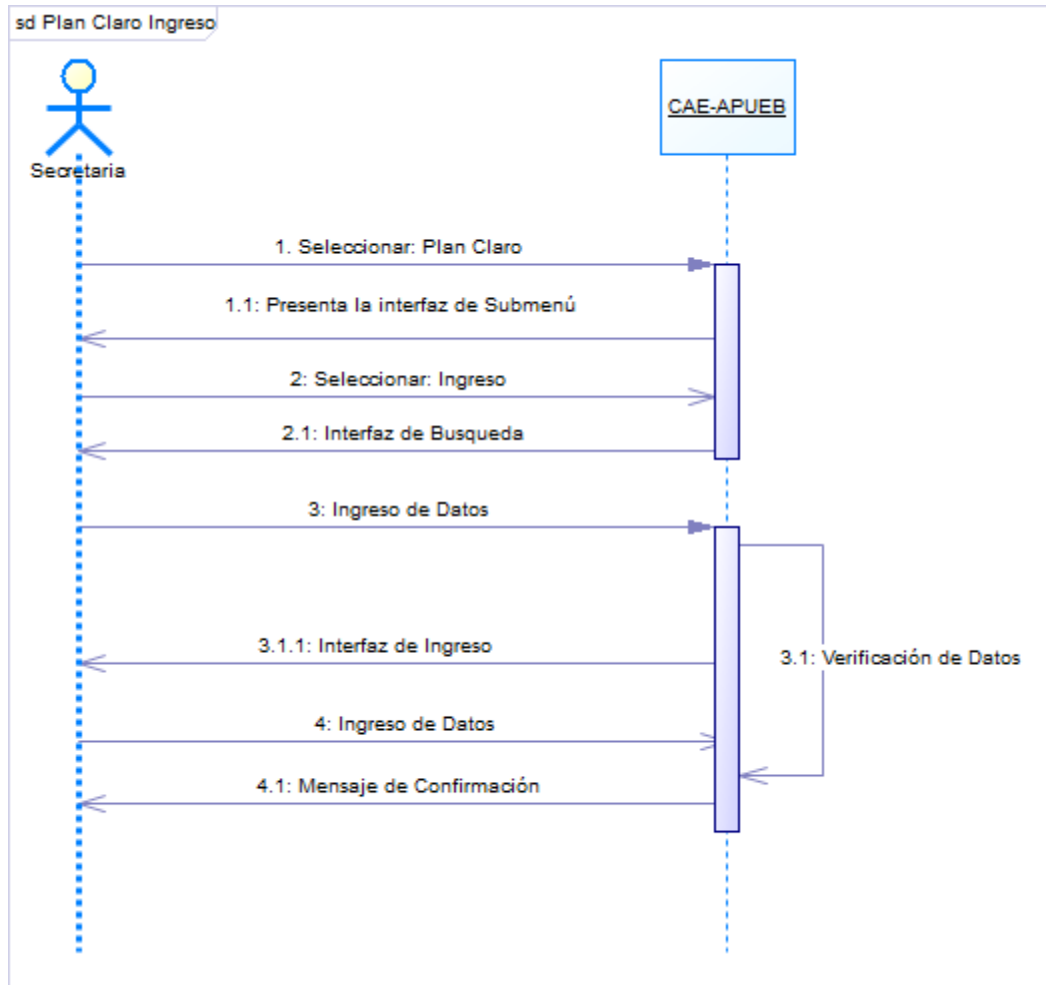 sd Plan Claro Ingreso
CAE-APUEB
Secretaria
1. Seleccionar: Plan Claro
1.1: Presenta la interfaz de Submenú
2: Seleccionar: Ingreso
2.1: Interfaz de Busqueda
3: Ingreso de Datos
3.1.1: Interfaz de Ingreso
3.1: Verificación de Datos
4: Ingreso de Datos
4.1: Mensaje de Confirmación